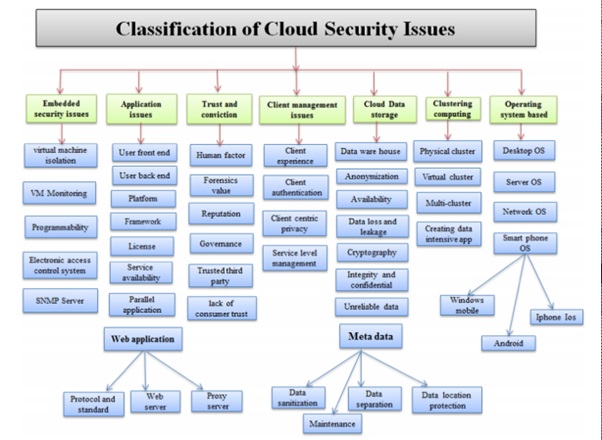 Classification of Cloud Security Issues
Embedded
security issues
Application
issues
Trust and
conviction
Client management
issues
Cloud Data
storage
Clustering
computing
Operating
system based
virtual machine
isolation
VM Monitoring
Programmability
Electronic access
control system
SNMP Server
User front end
User back end
Platform
Framework
License
Service
availability
Parallel
application
Web application
Protocol and
standard
Web
server
Proxy
server
Human factor
Forensics
value
Reputation
Governance
Trusted third
party
lack of
consumer trust
Client
experience
Client
authentication
Client centric
privacy
Service level
management
Data ware house
Anonymization
Availability
Data loss and
leakage
Cryptography
Integrity and
confidential
Unreliable data
Meta data
Data
sanitization
Maintenance
Data
separation
Data location
protection
Physical cluster
Virtual cluster
Multi-cluster
Creating data
intensive app
Desktop OS
Server OS
Network OS
Smart phone
OS
Windows
mobile
Android
Iphone Ios